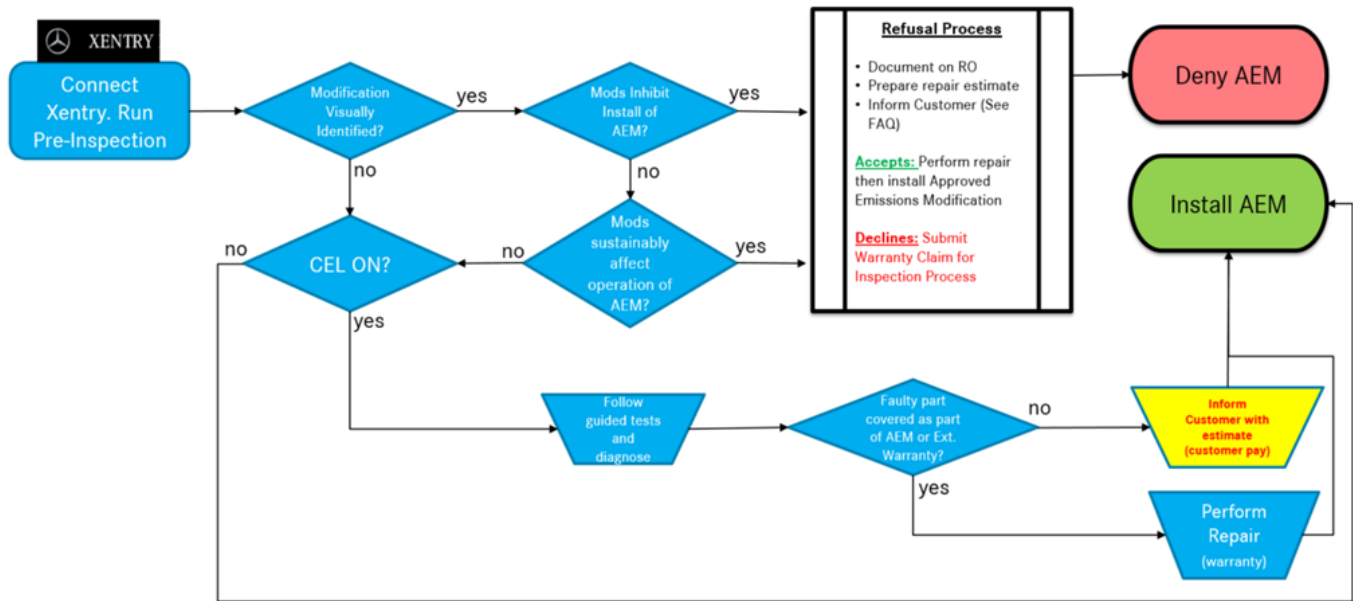 XENTRY
Connect
Xentry. Run
Pre-Inspection
Modification
Visually
Identified?
yes
no
Mods Inhibit
Install of
AEM?
yes
no
Refusal Process
• Document on RO
• Prepare repair estimate
• Inform Customer (See
FAQ)
Accepts: Perform repair
then install Approved
Emissions Modification
Declines: Submit
Warranty Claim for
Inspection Process
Deny AEM
Install AEM
no
CEL ON?
yes
no
Mods
sustainably
affect
operation of
AEM?
yes
Follow
guided tests
and
diagnose
Faulty part
covered as part
of AEM or Ext.
Warranty?
no
yes
Inform
Customer with
estimate
(customer pay)
Perform
Repair
(warranty)